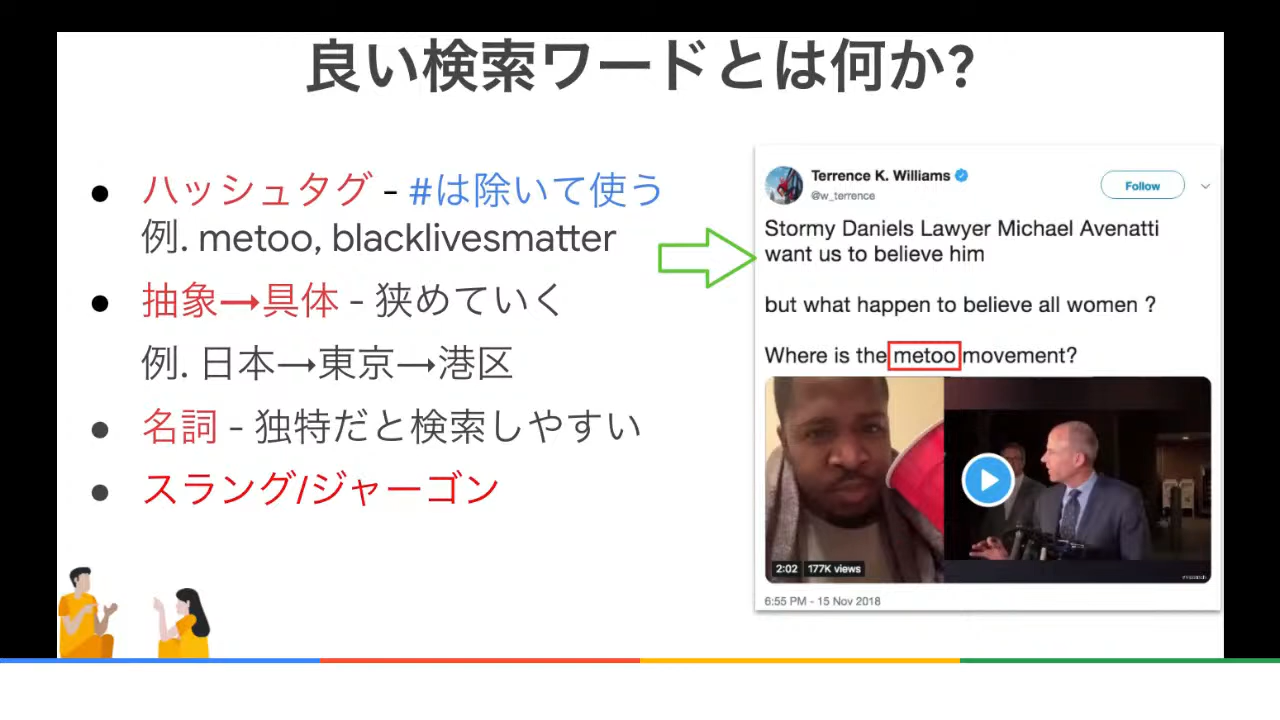 良い検索ワードとは何か?
● ハッシュタグ - #は除いて使う
例. metoo, blacklivesmatter
● 抽象→具体 - 狭めていく
例. 日本→東京→港区
● 名詞 - 独特だと検索しやすい
● スラング/ジャーゴン
Terrence K. Williams
@w_terrence
Follow
Stormy Daniels Lawyer Michael Avenatti
want us to believe him
but what happen to believe all women ?
Where is the metoo movement?
2:02 177K views
6:55 PM - 15 Nov 2018